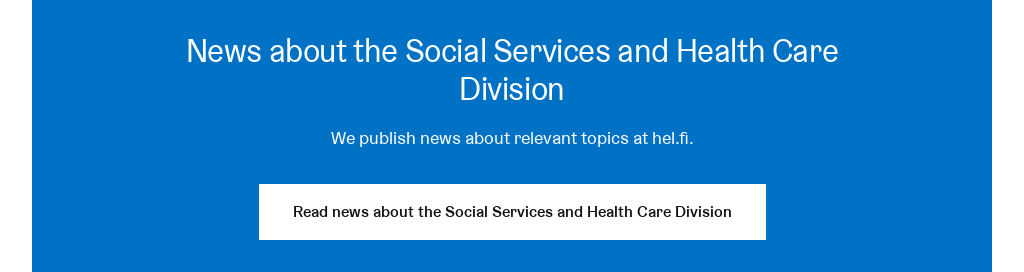 News about the Social Services and Health Care
Division
We publish news about relevant topics at hel.fi.
Read news about the Social Services and Health Care Division